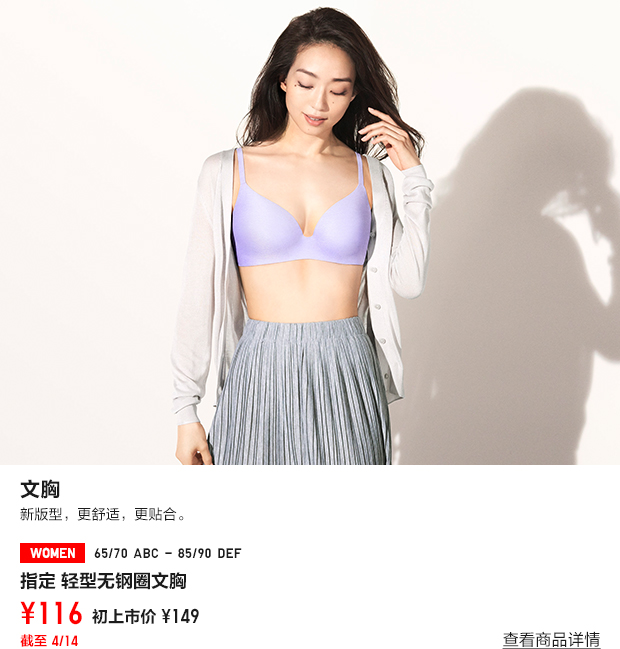 文胸
新版型，更舒适，更贴合。
WOMEN 65/70 ABC – 85/90 DEF
指定 轻型无钢圈文胸
¥116 初上市价 ¥149
截至 4/14
查看商品详情